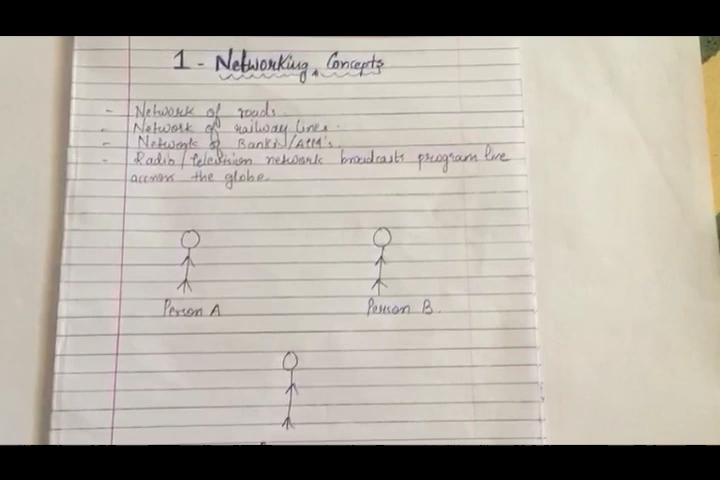 1 - Networking Concepts
- Network of roads.
- Network of railway lines.
- Network of Banks/ATM's.
- Radio/Television network broadcasts program live
across the globe.
Person A
Person B.